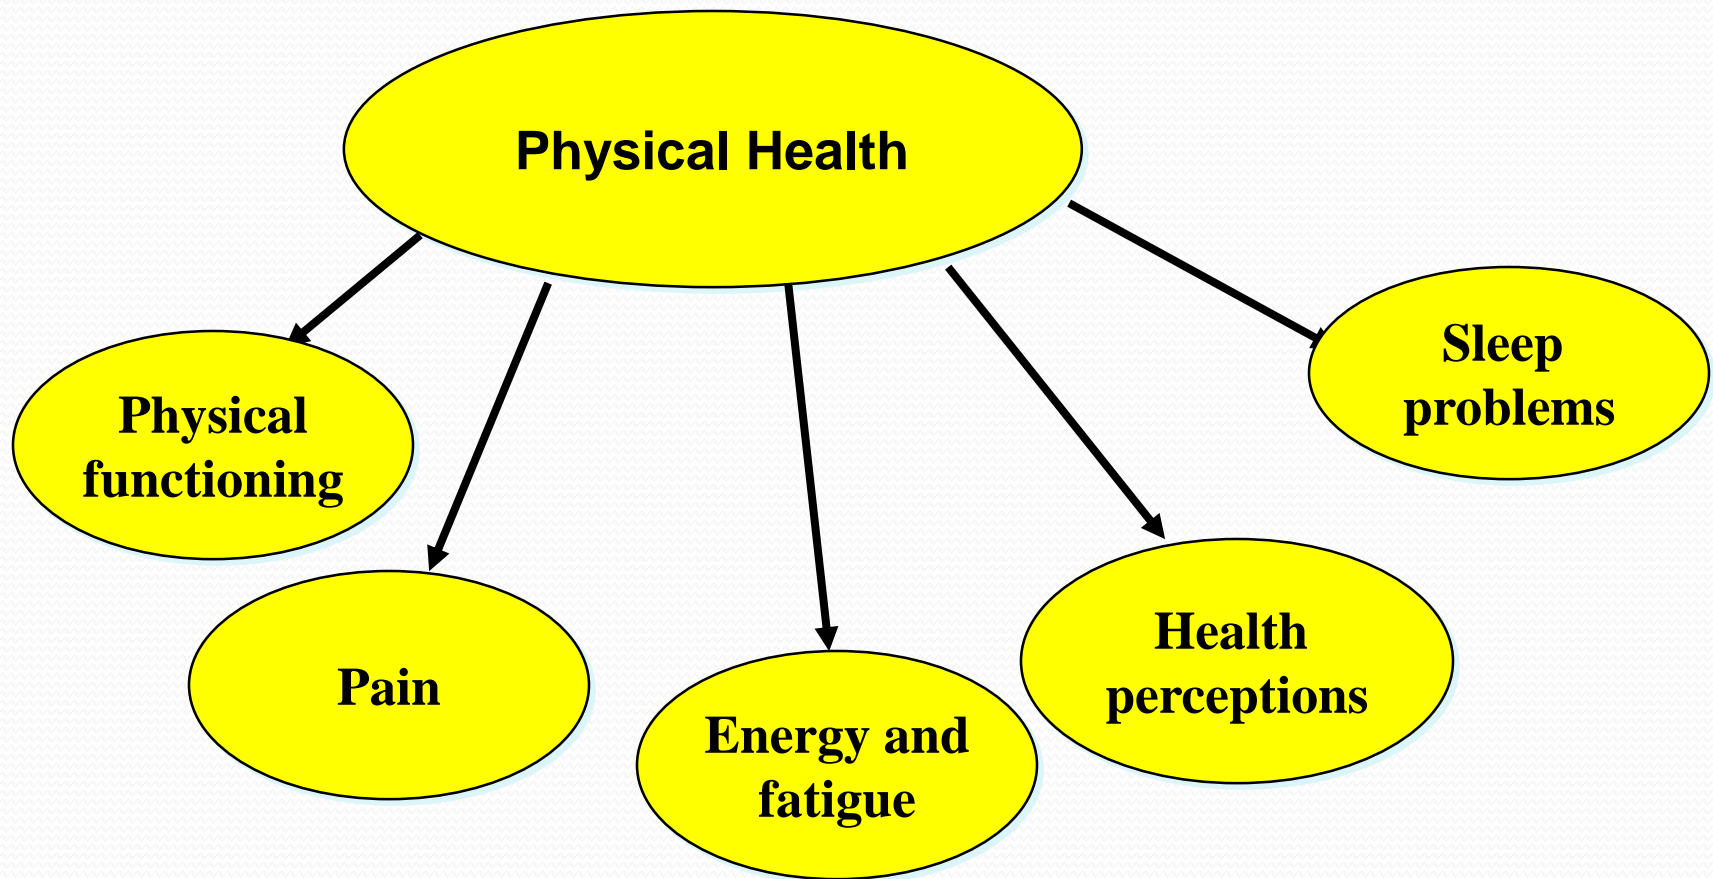 Physical Health
Physical
functioning
Pain
Energy and
fatigue
Health
perceptions
Sleep
problems